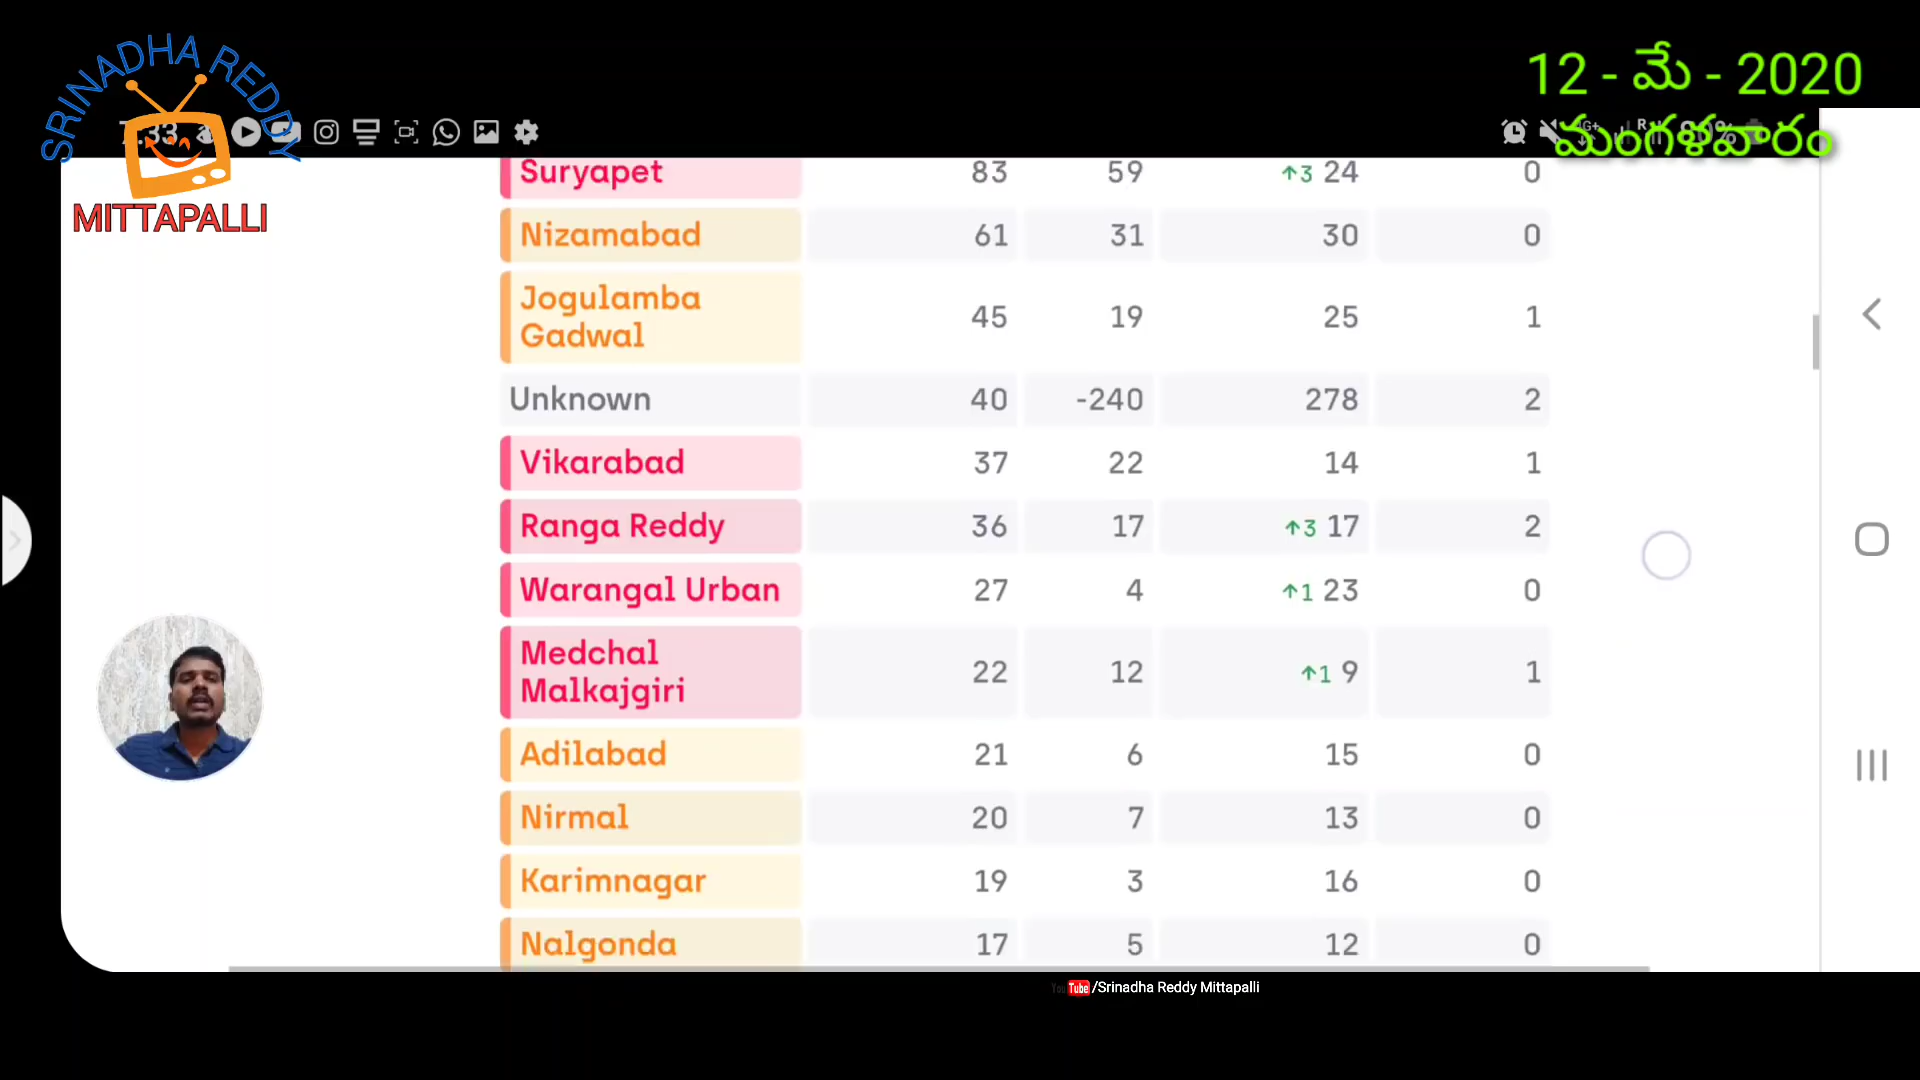 SRINADHA REDDY
MITTAPALLI
12 - మే - 2020
మంగళవారం
7:33
Suryapet 83 59 ↑3 24 0
Nizamabad 61 31 30 0
Jogulamba
Gadwal 45 19 25 1
Unknown 40 -240 278 2
Vikarabad 37 22 14 1
Ranga Reddy 36 17 ↑3 17 2
Warangal Urban 27 4 ↑1 23 0
Medchal
Malkajgiri 22 12 ↑1 9 1
Adilabad 21 6 15 0
Nirmal 20 7 13 0
Karimnagar 19 3 16 0
Nalgonda 17 5 12 0
YouTube /Srinadha Reddy Mittapalli